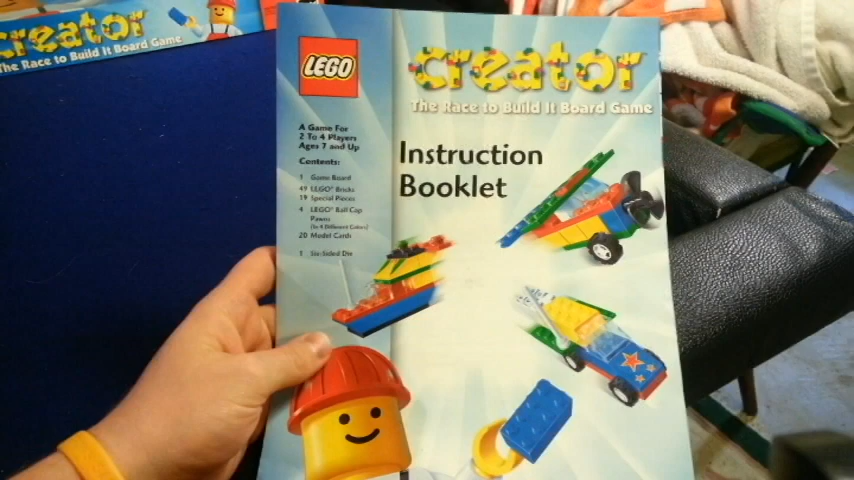 creator
The Race to Build It Board Game
LEGO
creator
The Race to Build It Board Game
A Game For
2 To 4 Players
Ages 7 and Up
Contents:
1 Game Board
49 LEGO® Bricks
19 Special Pieces
4 LEGO® Ball Cap
Pawns
(In 4 Different Colors)
20 Model Cards
1 Six-Sided Die
Instruction
Booklet